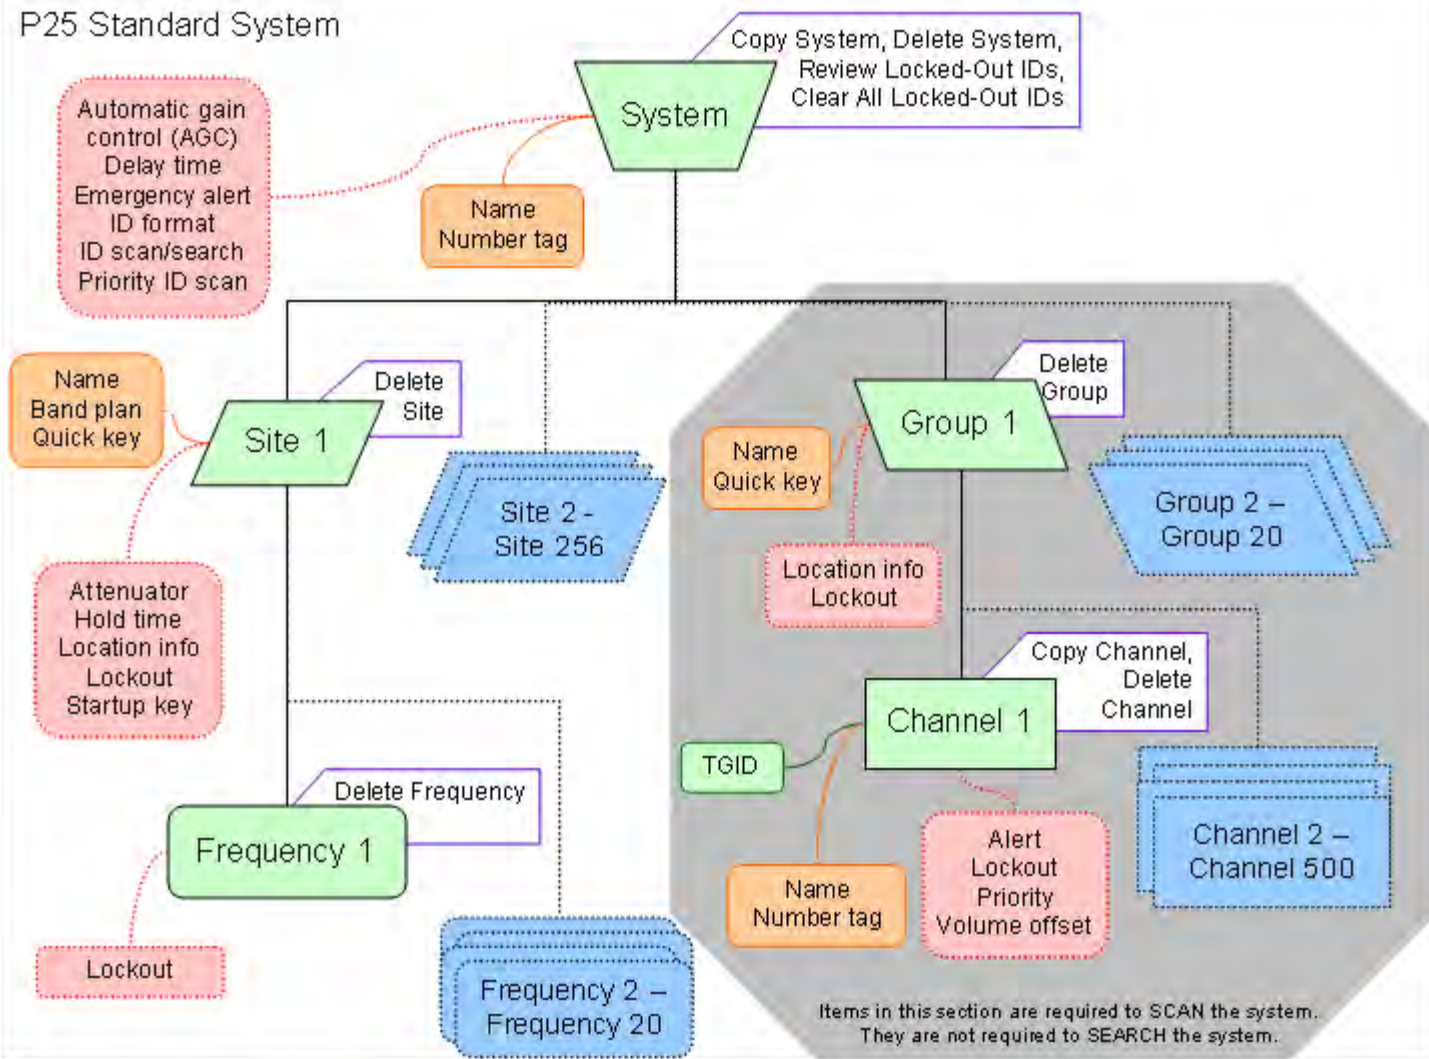 P25 Standard System
Copy System, Delete System,
Review Locked-Out IDs,
Clear All Locked-Out IDs
System
Automatic gain
control (AGC)
Delay time
Emergency alert
ID format
ID scan/search
Priority ID scan
Name
Number tag
Name
Band plan
Quick key
Delete
Site
Site 1
Site 2 -
Site 256
Attenuator
Hold time
Location info
Lockout
Startup key
Delete Frequency
Frequency 1
Lockout
Frequency 2 –
Frequency 20
Delete
Group
Group 1
Name
Quick key
Group 2 –
Group 20
Location info
Lockout
Copy Channel,
Delete
Channel
Channel 1
TGID
Name
Number tag
Alert
Lockout
Priority
Volume offset
Channel 2 –
Channel 500
Items in this section are required to SCAN the system.
They are not required to SEARCH the system.